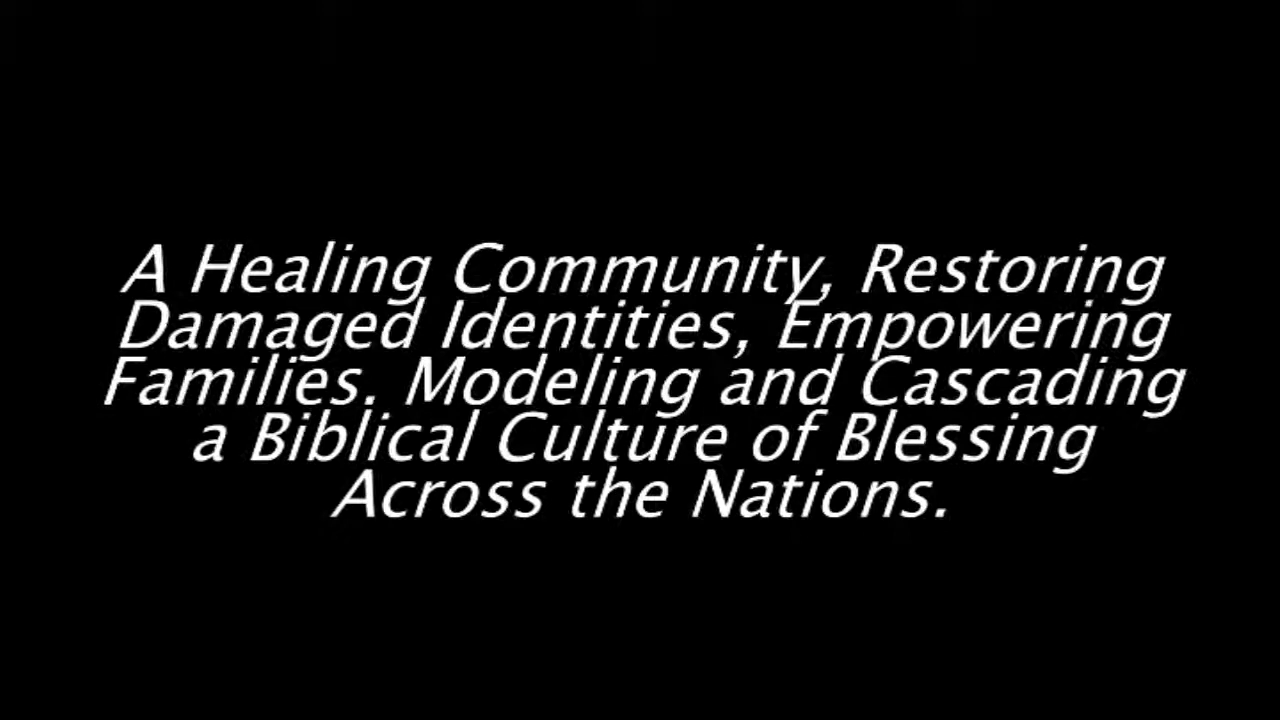 A Healing Community, Restoring
Damaged Identities, Empowering
Families. Modeling and Cascading
a Biblical Culture of Blessing
Across the Nations.